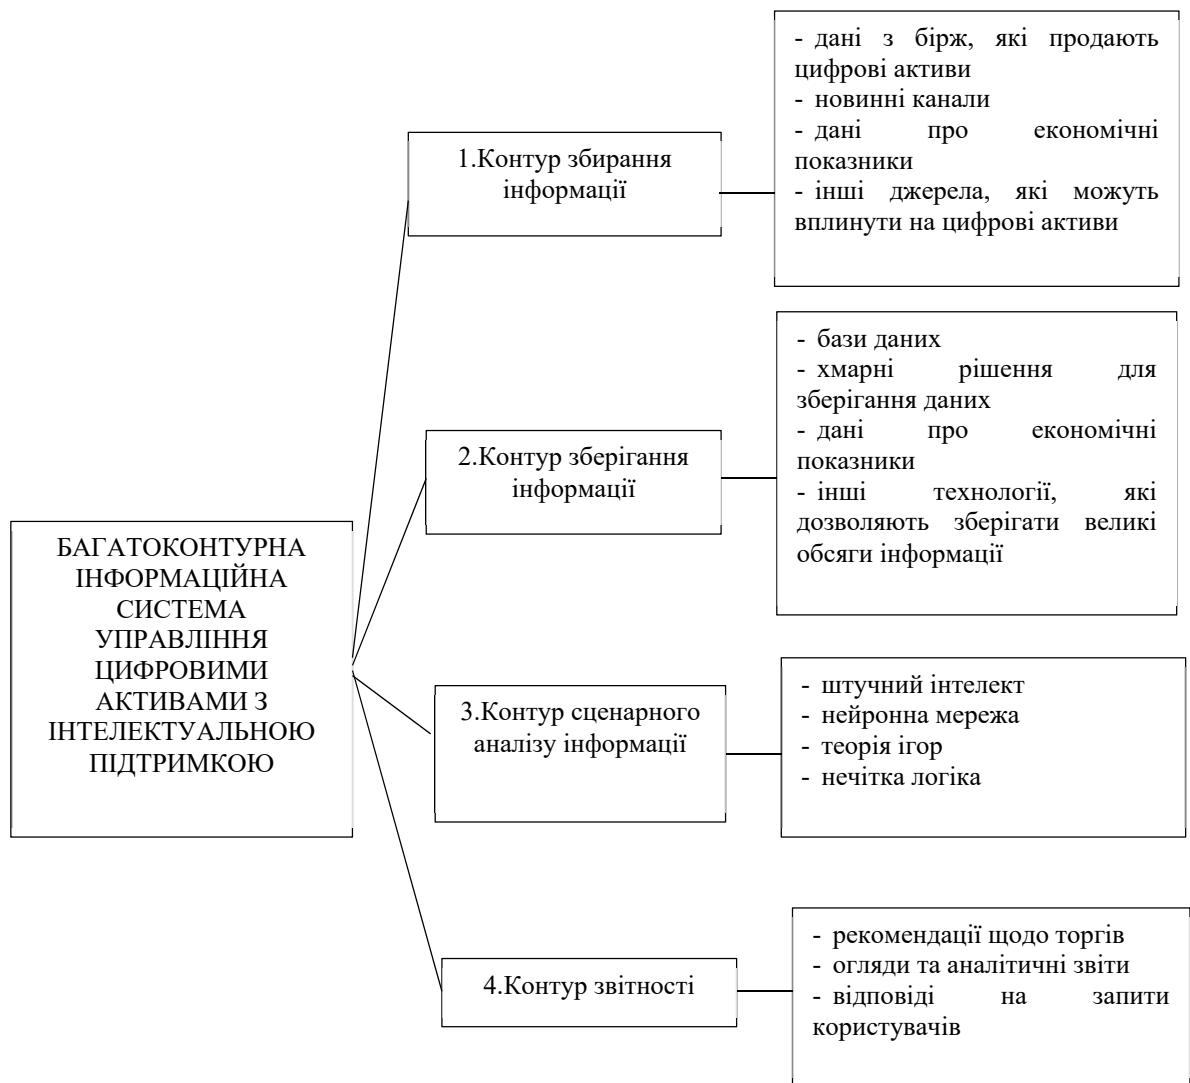 - дані з бірж, які продають
цифрові активи
- новинні канали
- дані про економічні
показники
- інші джерела, які можуть
вплинути на цифрові активи
1.Контур збирання
інформації
- бази даних
- хмарні рішення для
зберігання даних
- дані про економічні
показники
- інші технології, які
дозволяють зберігати великі
обсяги інформації
2.Контур зберігання
інформації
БАГАТОКОНТУРНА
ІНФОРМАЦІЙНА
СИСТЕМА
УПРАВЛІННЯ
ЦИФРОВИМИ
АКТИВАМИ З
ІНТЕЛЕКТУАЛЬНОЮ
ПІДТРИМКОЮ
3.Контур сценарного
аналізу інформації
- штучний інтелект
- нейронна мережа
- теорія ігор
- нечітка логіка
4.Контур звітності
- рекомендації щодо торгів
- огляди та аналітичні звіти
- відповіді на запити
користувачів